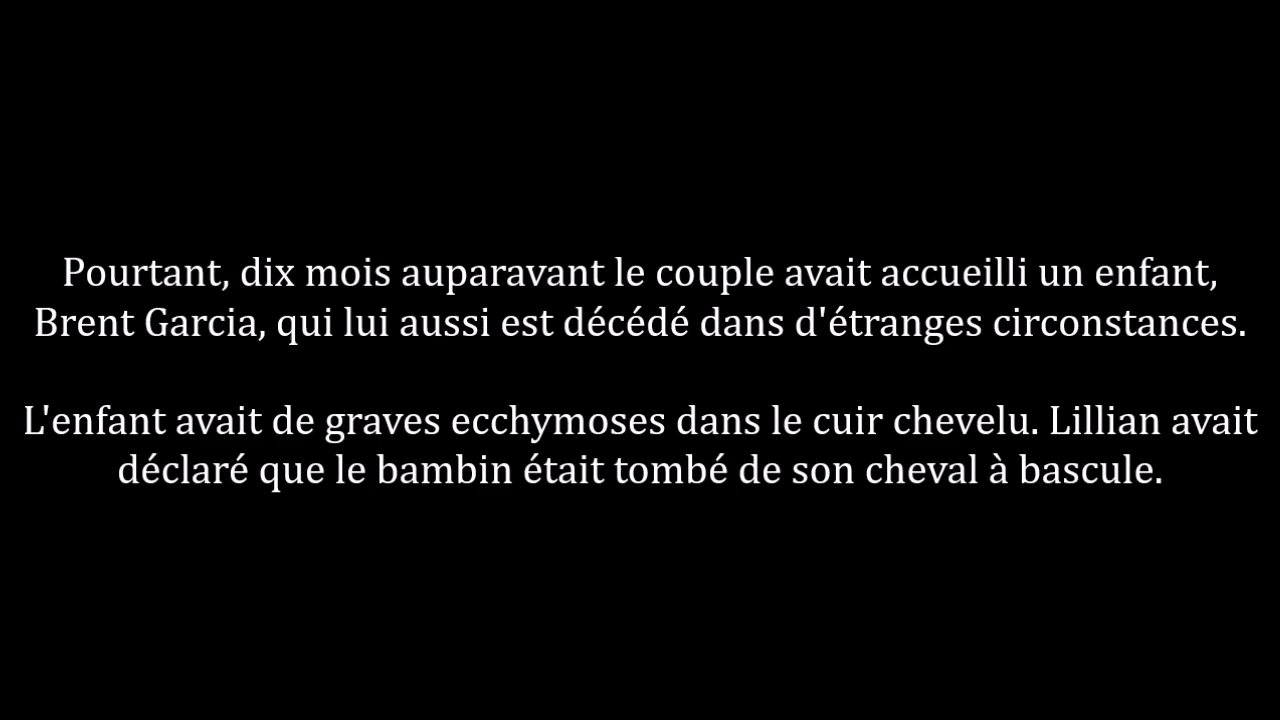 Pourtant, dix mois auparavant le couple avait accueilli un enfant,
Brent Garcia, qui lui aussi est décédé dans d'étranges circonstances.
L'enfant avait de graves ecchymoses dans le cuir chevelu. Lillian avait
déclaré que le bambin était tombé de son cheval à bascule.